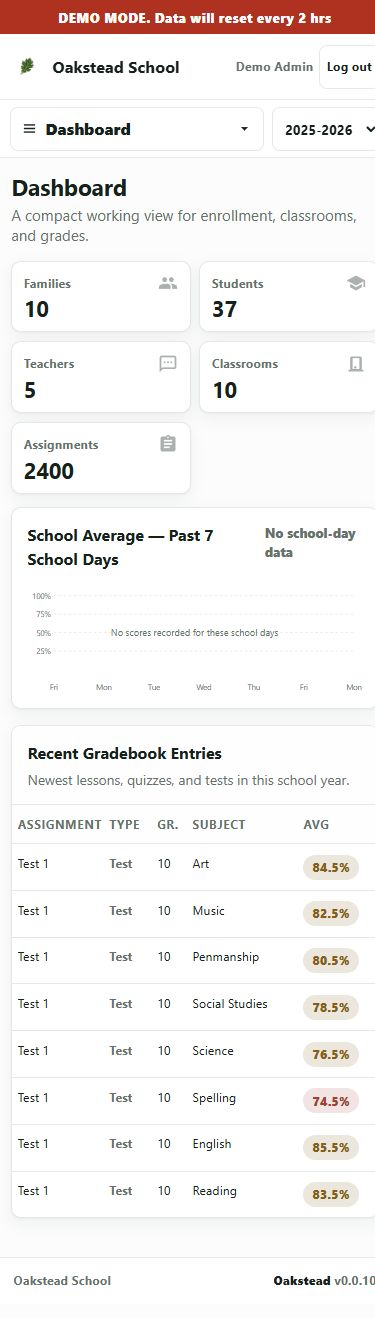 DEMO MODE. Data will reset every 2 hrs
Oakstead School
Demo Admin
Log out
Dashboard
2025-2026
Dashboard
A compact working view for enrollment, classrooms,
and grades.
Families
10
Students
37
Teachers
5
Classrooms
10
Assignments
2400
School Average — Past 7
School Days
No school-day
data
100%
75%
50%
25%
No scores recorded for these school days
Fri Mon Tue Wed Thu Fri Mon
Recent Gradebook Entries
Newest lessons, quizzes, and tests in this school year.
ASSIGNMENT TYPE GR. SUBJECT AVG
Test 1 Test 10 Art 84.5%
Test 1 Test 10 Music 82.5%
Test 1 Test 10 Penmanship 80.5%
Test 1 Test 10 Social Studies 78.5%
Test 1 Test 10 Science 76.5%
Test 1 Test 10 Spelling 74.5%
Test 1 Test 10 English 85.5%
Test 1 Test 10 Reading 83.5%
Oakstead School
Oakstead v0.0.10